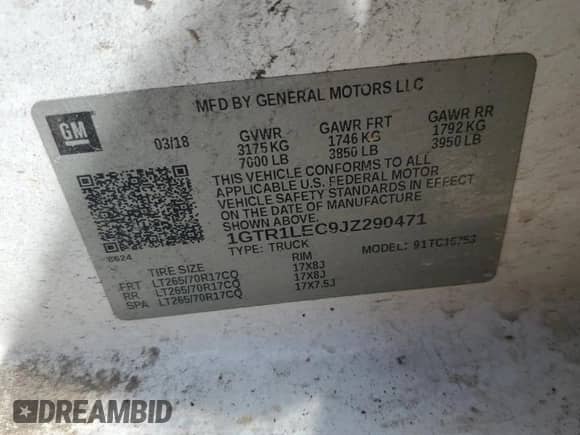 MFD BY GENERAL MOTORS LLC
GM
03/18
GVWR
3175 KG
7000 LB
GAWR FRT
1746 KG
3850 LB
GAWR RR
1792 KG
3950 LB
THIS VEHICLE CONFORMS TO ALL
APPLICABLE U.S. FEDERAL MOTOR
VEHICLE SAFETY STANDARDS IN EFFECT
ON THE DATE OF MANUFACTURE
SHOWN ABOVE.
1GTR1LEC9JZ290471
TYPE: TRUCK
MODEL:
TIRE SIZE
RIM
FRT LT265/70R17CQ 17X8J
RR LT265/70R17CQ 17X8J
SPA LT265/70R17CQ 17X7.5J
DREAMBID